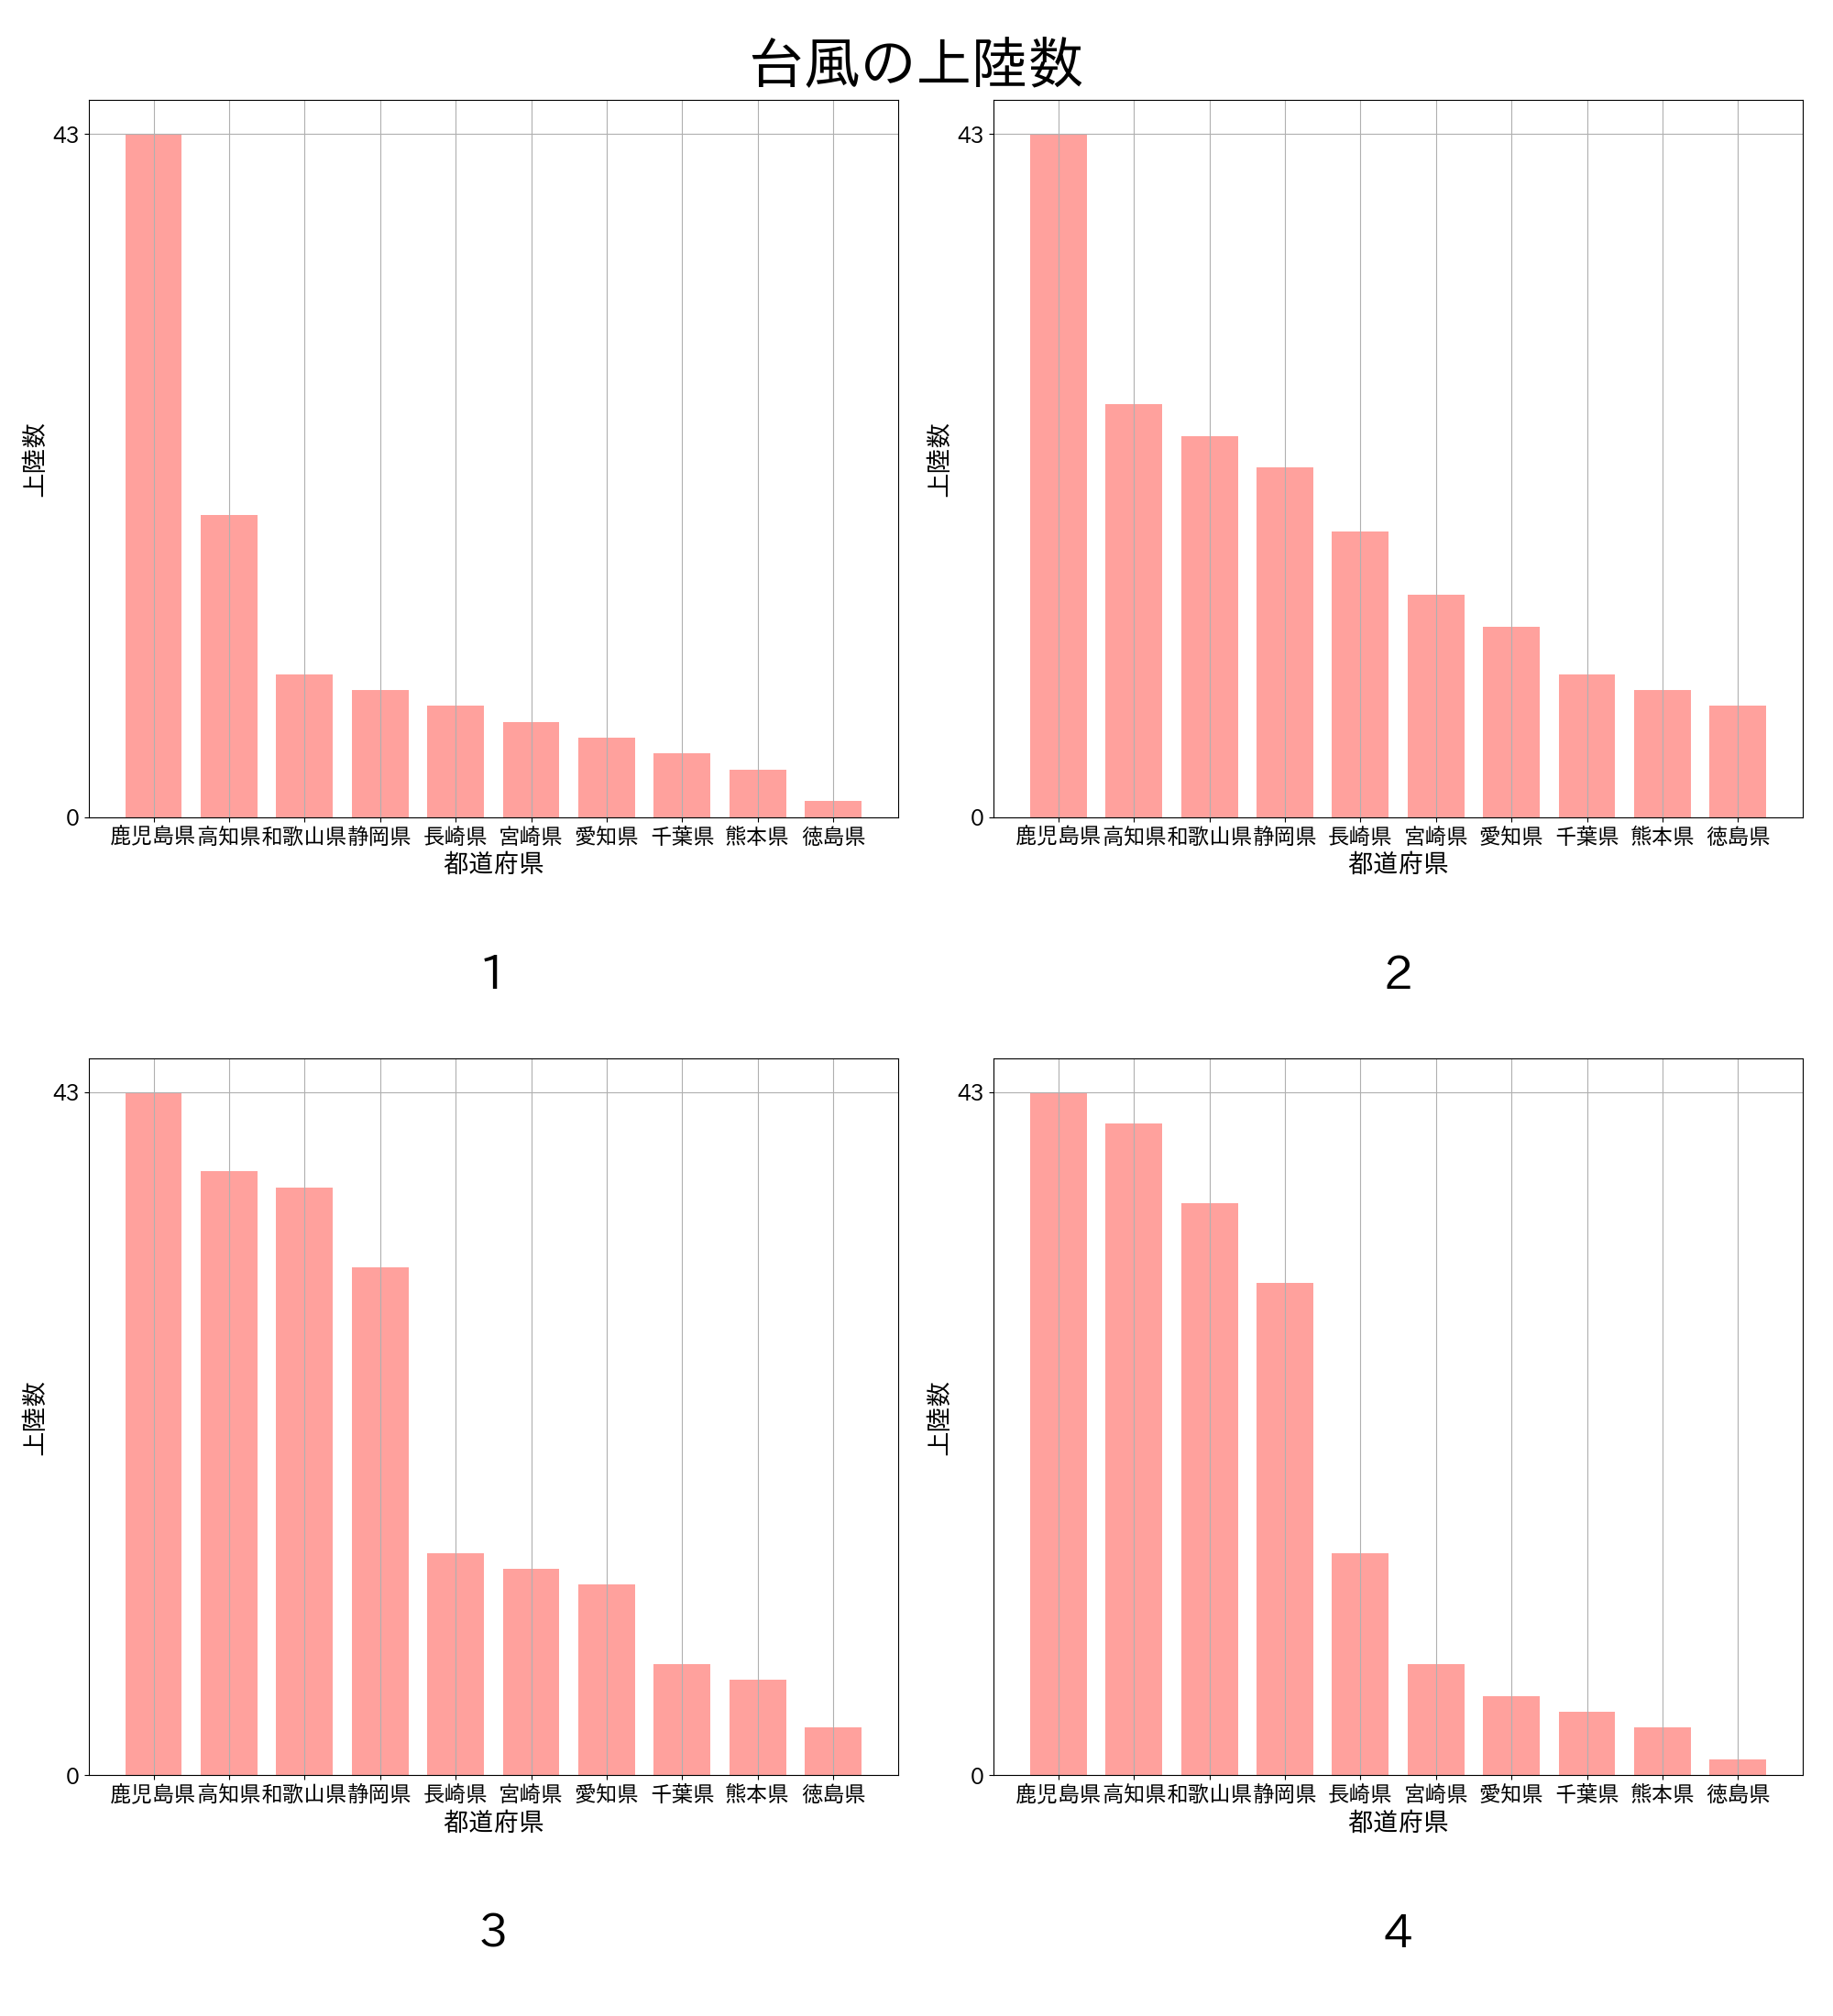 台風の上陸数
43
上陸数
0
鹿児島県 高知県 和歌山県 静岡県 長崎県 宮崎県 愛知県 千葉県 熊本県 徳島県
都道府県
1
43
上陸数
0
鹿児島県 高知県 和歌山県 静岡県 長崎県 宮崎県 愛知県 千葉県 熊本県 徳島県
都道府県
2
43
上陸数
0
鹿児島県 高知県 和歌山県 静岡県 長崎県 宮崎県 愛知県 千葉県 熊本県 徳島県
都道府県
3
43
上陸数
0
鹿児島県 高知県 和歌山県 静岡県 長崎県 宮崎県 愛知県 千葉県 熊本県 徳島県
都道府県
4